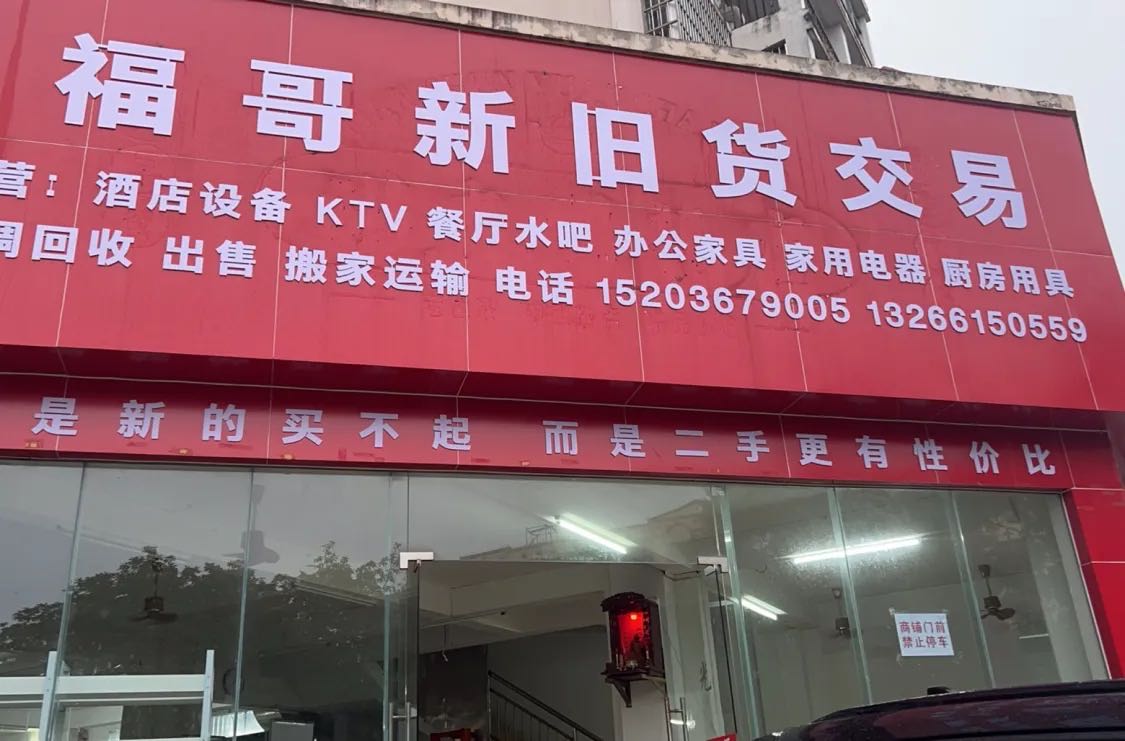 福哥新旧货交易
营: 酒店设备 KTV 餐厅水吧 办公家具 家用电器 厨房用具
调回收 出售 搬家运输 电话 15203679005 13266150559
是新的买不起 而是二手更有性价比
商铺门前
禁止停车